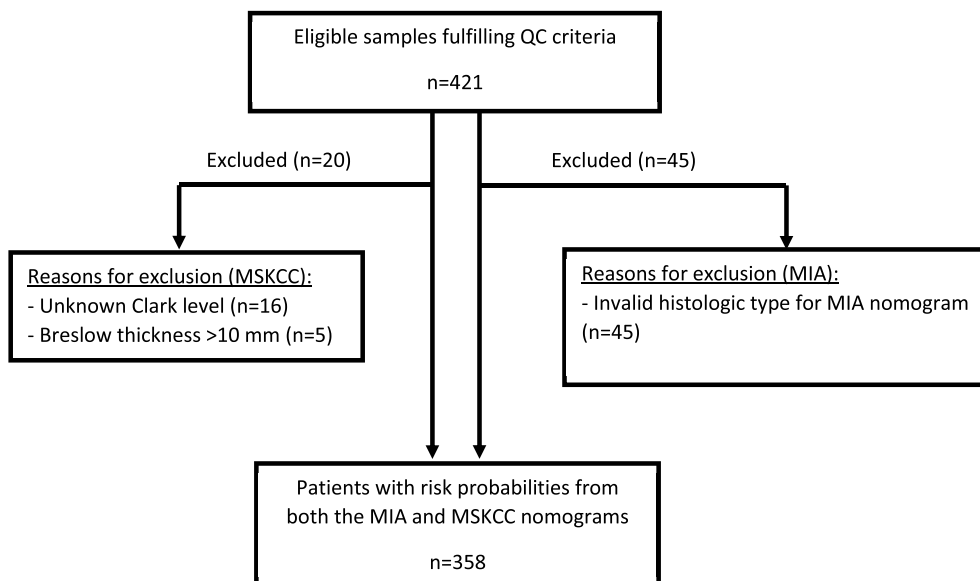 Eligible samples fulfilling QC criteria
n=421
Excluded (n=20)
Excluded (n=45)
Reasons for exclusion (MSKCC):
- Unknown Clark level (n=16)
- Breslow thickness >10 mm (n=5)
Reasons for exclusion (MIA):
- Invalid histologic type for MIA nomogram
(n=45)
Patients with risk probabilities from
both the MIA and MSKCC nomograms
n=358